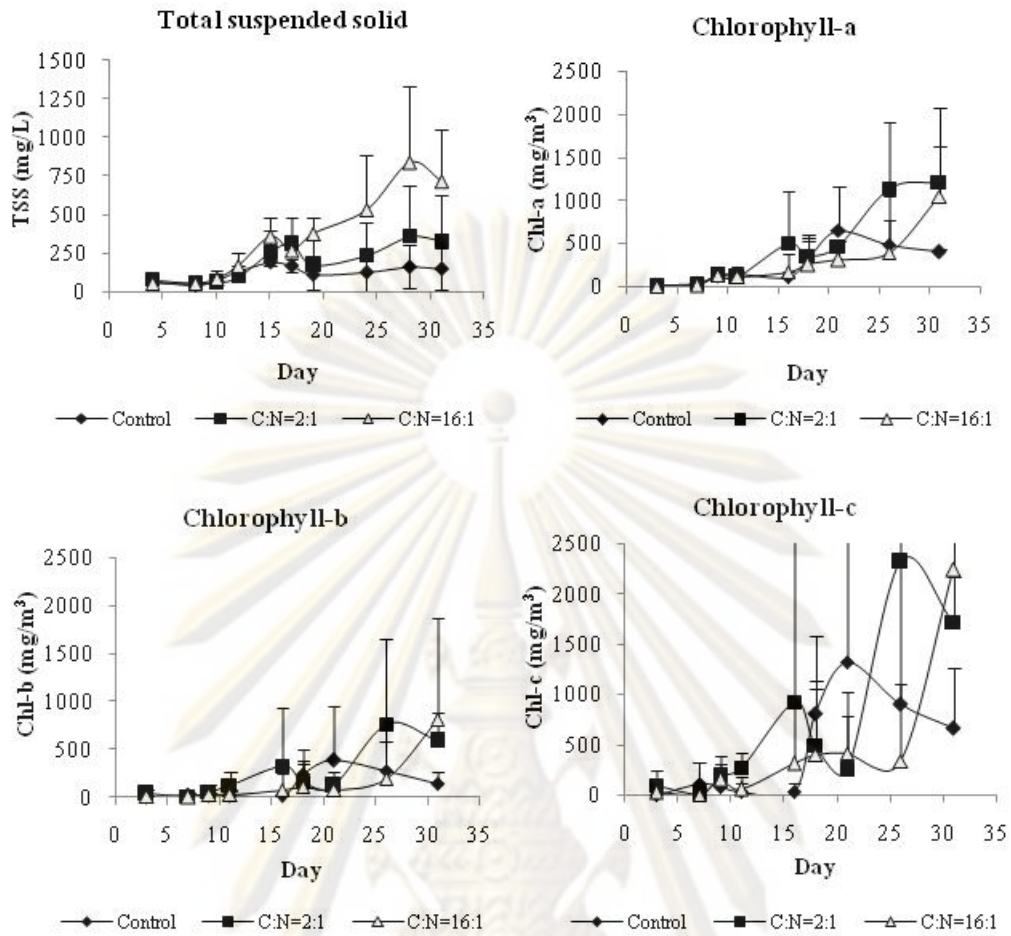 Total suspended solid
TSS (mg/L)
1500
1250
1000
750
500
250
0
0 5 10 15 20 25 30 35
Day
Control C:N=2:1 C:N=16:1
Chlorophyll-a
Chl-a (mg/m³)
2500
2000
1500
1000
500
0
0 5 10 15 20 25 30 35
Day
Control C:N=2:1 C:N=16:1
Chlorophyll-b
Chl-b (mg/m³)
2500
2000
1500
1000
500
0
0 5 10 15 20 25 30 35
Day
Control C:N=2:1 C:N=16:1
Chlorophyll-c
Chl-c (mg/m³)
2500
2000
1500
1000
500
0
0 5 10 15 20 25 30 35
Day
Control C:N=2:1 C:N=16:1